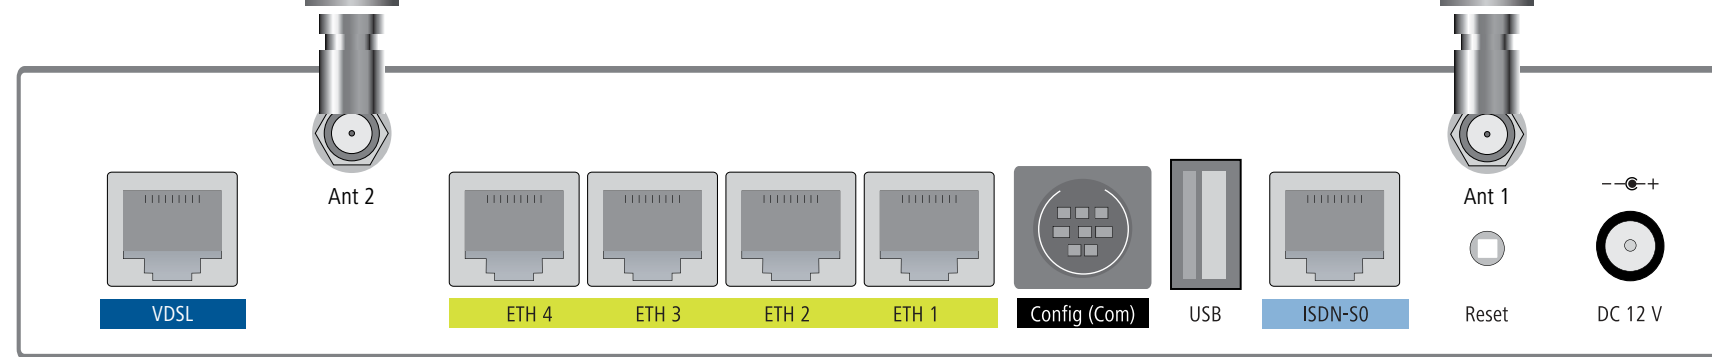 Ant 2
Ant 1
VDSL
ETH 4
ETH 3
ETH 2
ETH 1
Config (Com)
USB
ISDN-S0
Reset
DC 12 V